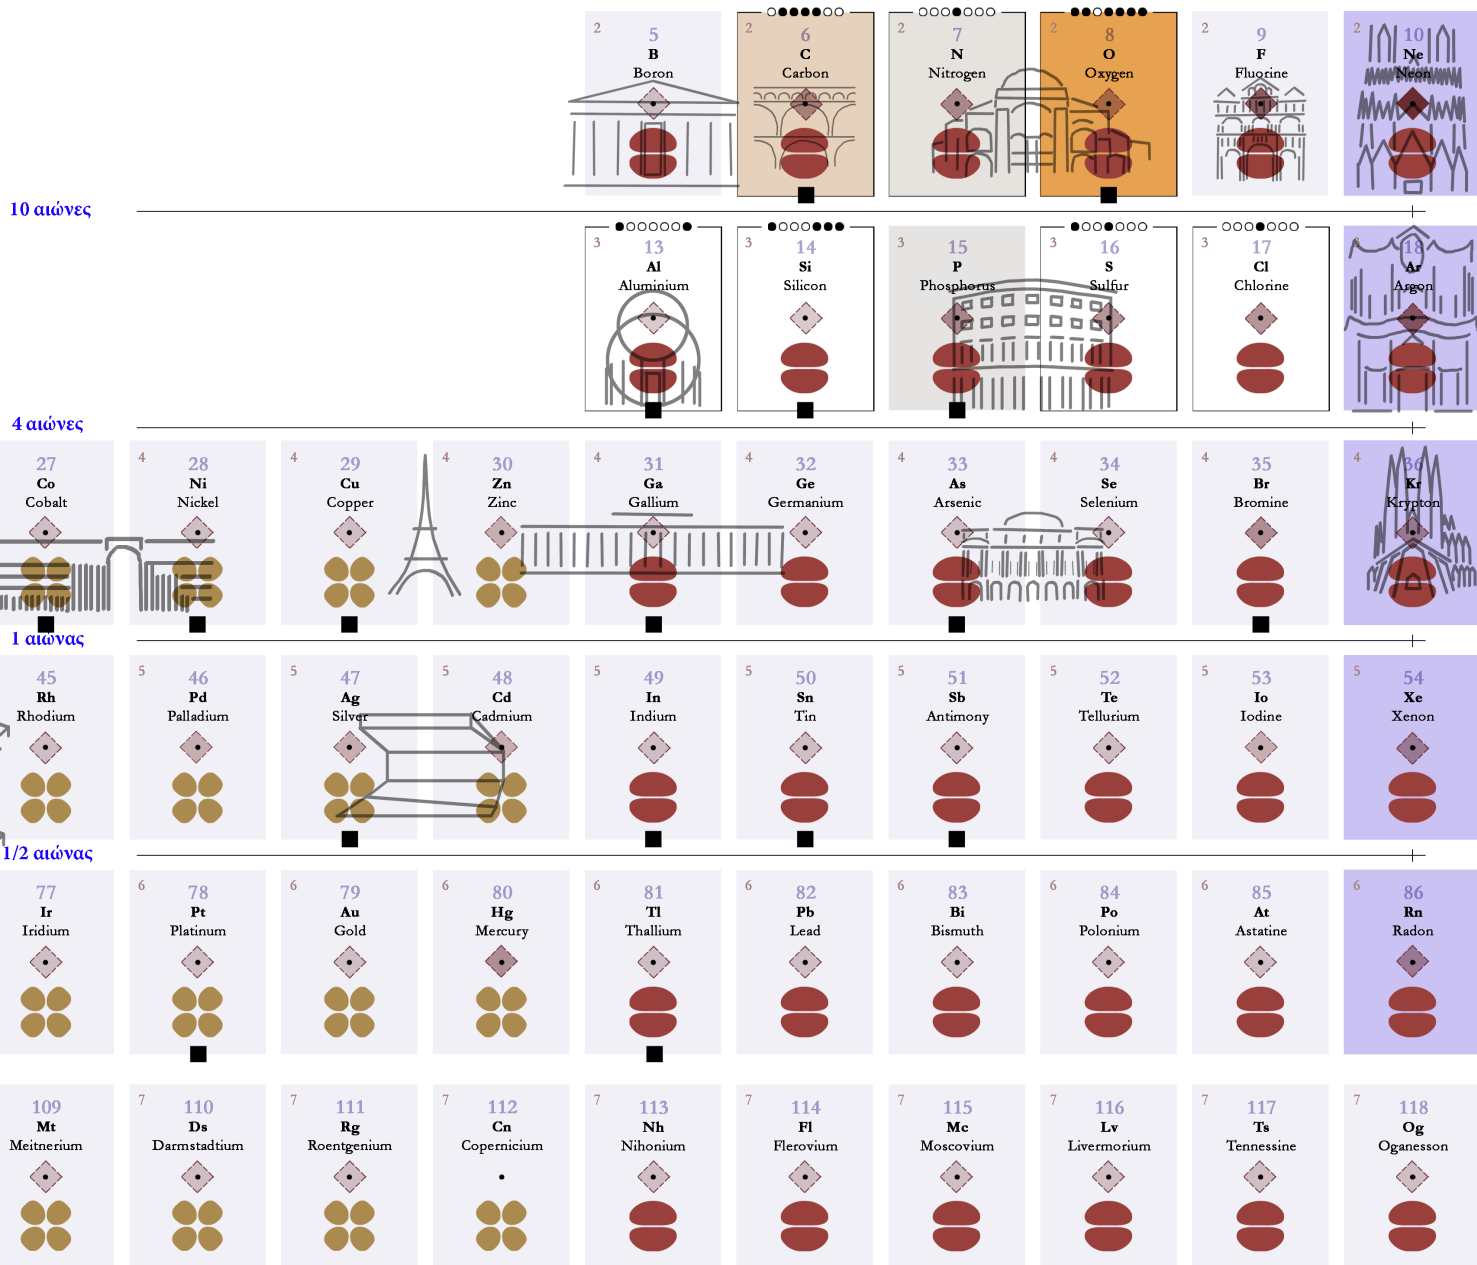 2 5 B Boron
2 6 C Carbon
2 7 N Nitrogen
2 8 O Oxygen
2 9 F Fluorine
2 10 Ne Neon
10 αιώνες
3 13 Al Aluminium
3 14 Si Silicon
3 15 P Phosphorus
3 16 S Sulfur
3 17 Cl Chlorine
3 18 Ar Argon
4 αιώνες
27 Co Cobalt
4 28 Ni Nickel
4 29 Cu Copper
4 30 Zn Zinc
4 31 Ga Gallium
4 32 Ge Germanium
4 33 As Arsenic
4 34 Se Selenium
4 35 Br Bromine
4 36 Kr Krypton
1 αιώνας
45 Rh Rhodium
5 46 Pd Palladium
5 47 Ag Silver
5 48 Cd Cadmium
5 49 In Indium
5 50 Sn Tin
5 51 Sb Antimony
5 52 Te Tellurium
5 53 Io Iodine
5 54 Xe Xenon
1/2 αιώνας
77 Ir Iridium
6 78 Pt Platinum
6 79 Au Gold
6 80 Hg Mercury
6 81 Tl Thallium
6 82 Pb Lead
6 83 Bi Bismuth
6 84 Po Polonium
6 85 At Astatine
6 86 Rn Radon
109 Mt Meitnerium
7 110 Ds Darmstadtium
7 111 Rg Roentgenium
7 112 Cn Copernicium
7 113 Nh Nihonium
7 114 Fl Flerovium
7 115 Mc Moscovium
7 116 Lv Livermorium
7 117 Ts Tennessine
7 118 Og Oganesson